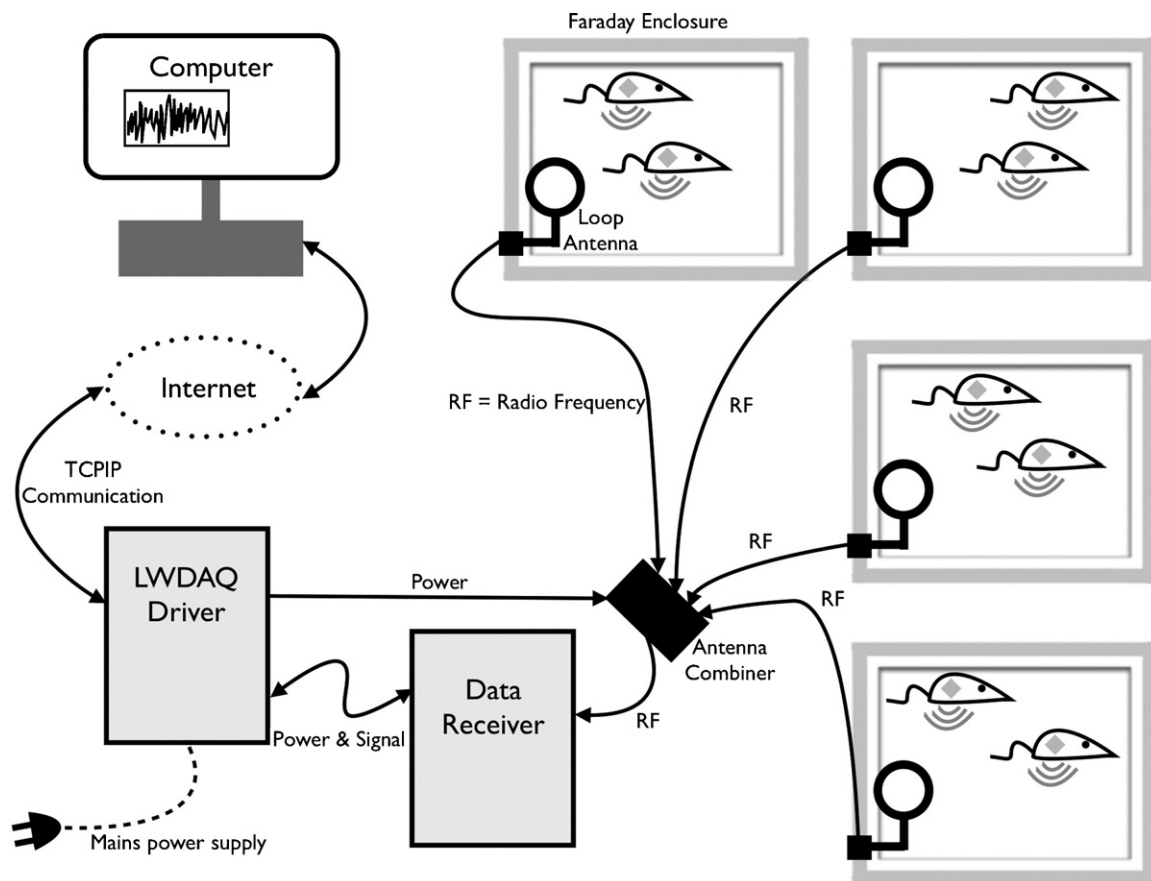 Faraday Enclosure
Computer
Loop
Antenna
Internet
RF = Radio Frequency
RF
TCPIP
Communication
RF
LWDAQ
Driver
Power
RF
Antenna
Combiner
Data
Receiver
RF
Power & Signal
Mains power supply